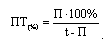 ПТ(%) = П · 100%
t - П